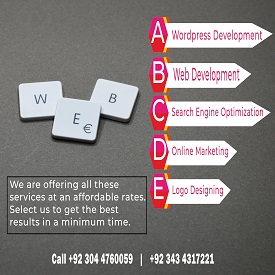 A Wordpress Development
B Web Development
C Search Engine Optimization
D Online Marketing
E Logo Designing
W E € B
We are offering all these
services at an affordable rates.
Select us to get the best
results in a minimum time.
Call +92 304 4760059 | +92 343 4317221